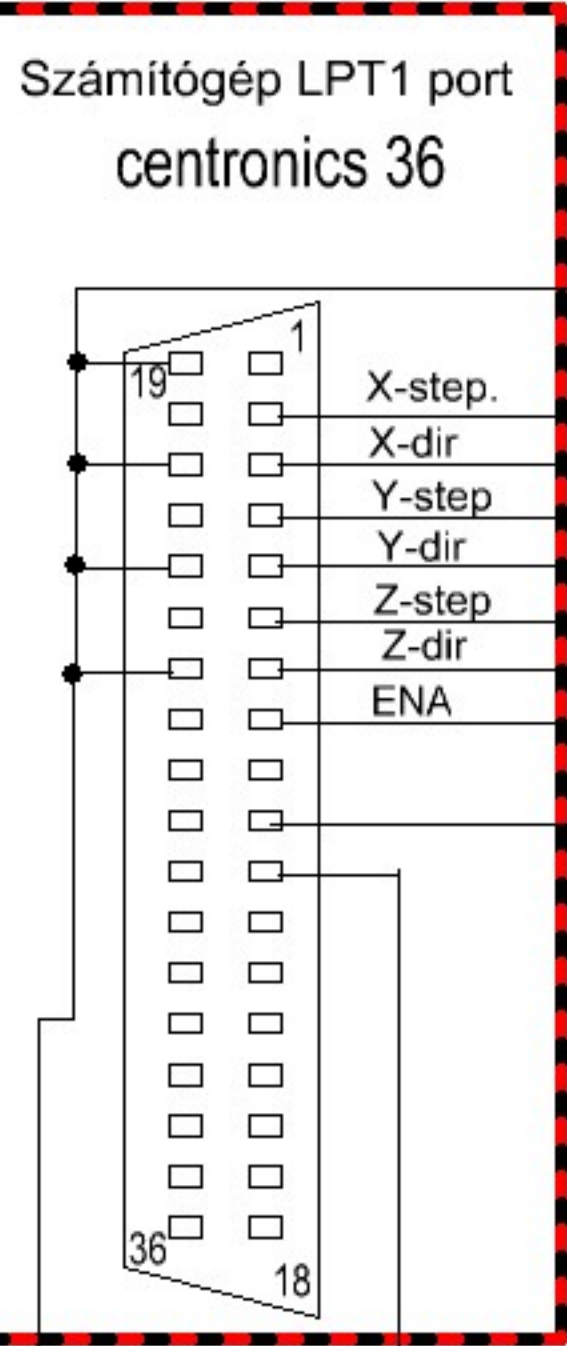 Számítógép LPT1 port
centronics 36
1
19
X-step.
X-dir
Y-step
Y-dir
Z-step
Z-dir
ENA
36
18